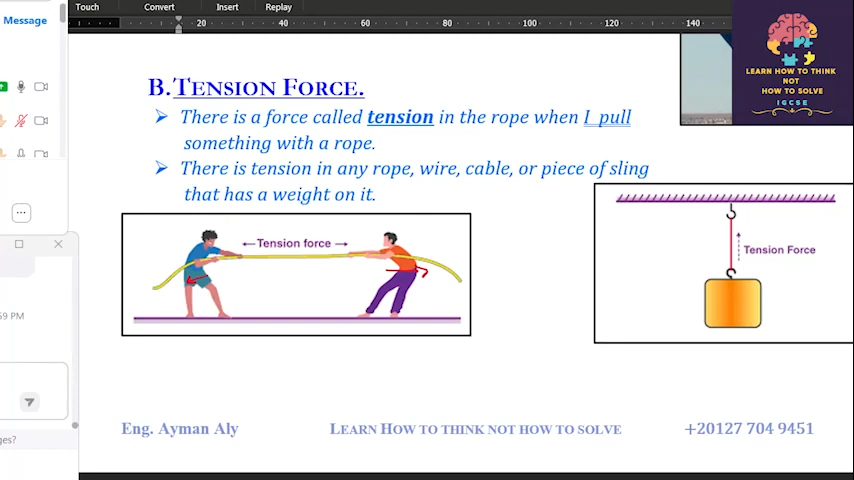 Touch Convert Insert Replay
Message
20 40 60 80 100 120 140
LEARN HOW TO THINK
NOT
HOW TO SOLVE
IGCSE
B. TENSION FORCE.
➢ There is a force called tension in the rope when I pull
something with a rope.
➢ There is tension in any rope, wire, cable, or piece of sling
that has a weight on it.
Tension force
Tension Force
59 PM
ges?
Eng. Ayman Aly LEARN HOW TO THINK NOT HOW TO SOLVE +20127 704 9451